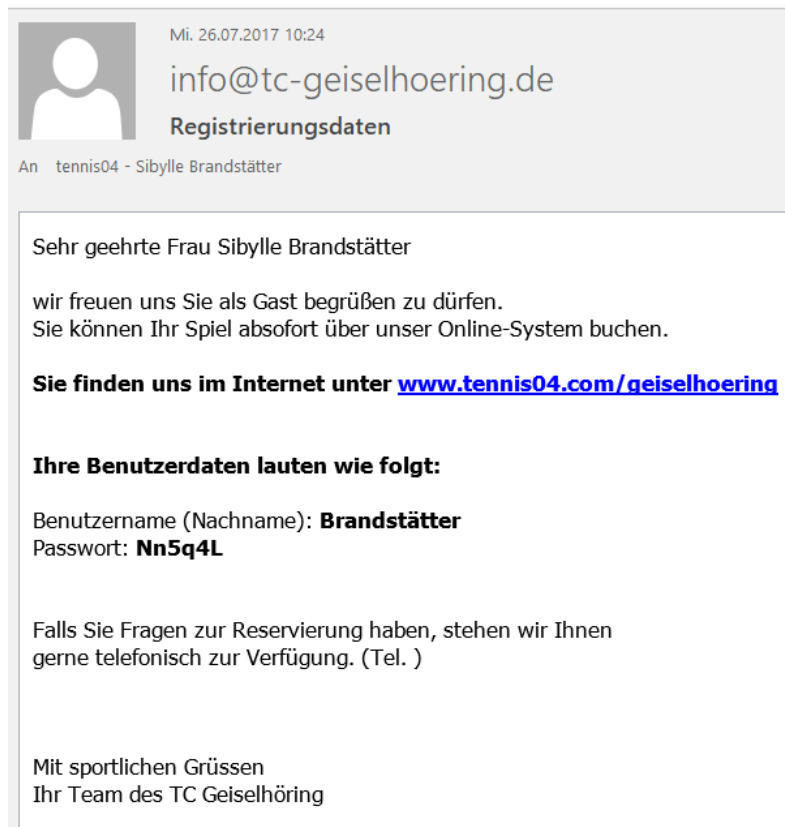 Mi. 26.07.2017 10:24
info@tc-geiselhoering.de
Registrierungsdaten
An tennis04 - Sibylle Brandstätter
Sehr geehrte Frau Sibylle Brandstätter
wir freuen uns Sie als Gast begrüßen zu dürfen.
Sie können Ihr Spiel absofort über unser Online-System buchen.
Sie finden uns im Internet unter www.tennis04.com/geiselhoering
Ihre Benutzerdaten lauten wie folgt:
Benutzername (Nachname): Brandstätter
Passwort: Nn5q4L
Falls Sie Fragen zur Reservierung haben, stehen wir Ihnen
gerne telefonisch zur Verfügung. (Tel. )
Mit sportlichen Grüssen
Ihr Team des TC Geiselhöring